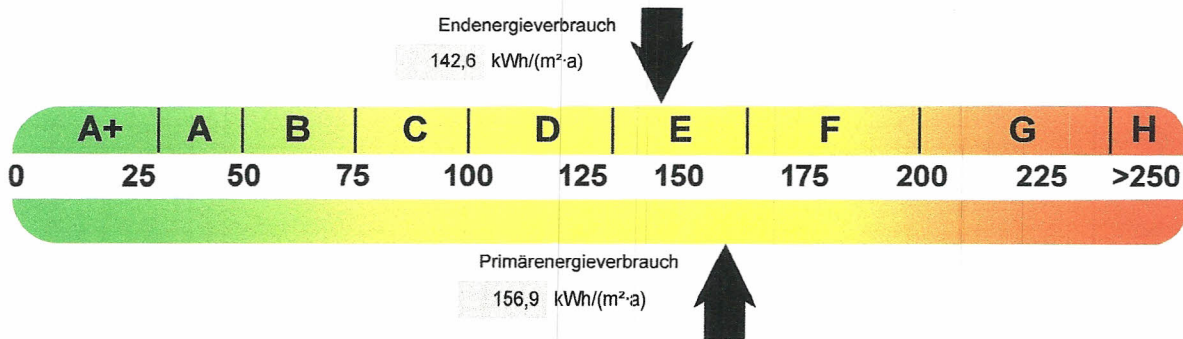 Endenergieverbrauch
142,6 kWh/(m²·a)
A+ A B C D E F G H
0 25 50 75 100 125 150 175 200 225 >250
Primärenergieverbrauch
156,9 kWh/(m²·a)